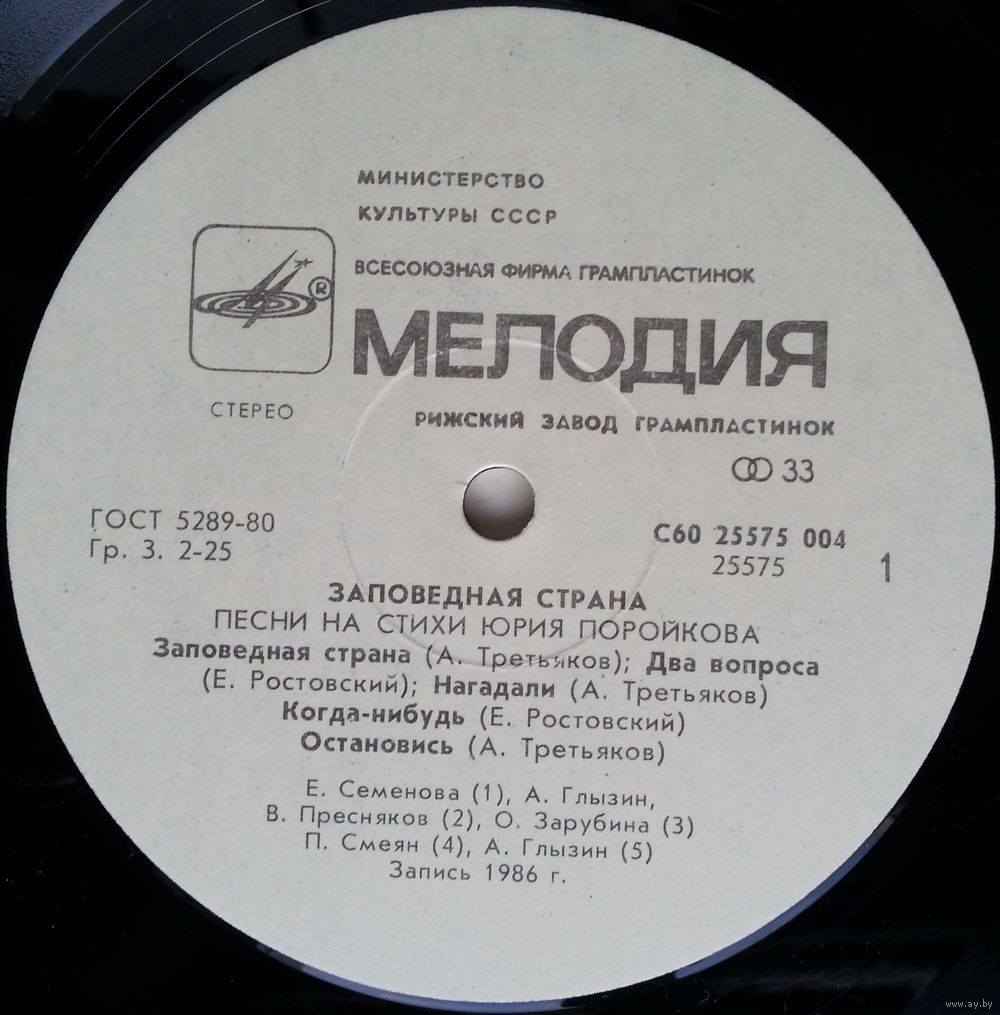 МИНИСТЕРСТВО
КУЛЬТУРЫ СССР
ВСЕСОЮЗНАЯ ФИРМА ГРАМПЛАСТИНОК
®
МЕЛОДИЯ
СТЕРЕО
РИЖСКИЙ ЗАВОД ГРАМПЛАСТИНОК
33
ГОСТ 5289-80
Гр. 3. 2-25
С60 25575 004
25575
1
ЗАПОВЕДНАЯ СТРАНА
ПЕСНИ НА СТИХИ ЮРИЯ ПОРОЙКОВА
Заповедная страна (А. Третьяков); Два вопроса
(Е. Ростовский); Нагадали (А. Третьяков)
Когда-нибудь (Е. Ростовский)
Остановись (А. Третьяков)
Е. Семенова (1), А. Глызин,
В. Пресняков (2), О. Зарубина (3)
П. Смеян (4), А. Глызин (5)
Запись 1986 г.
www.ay.by